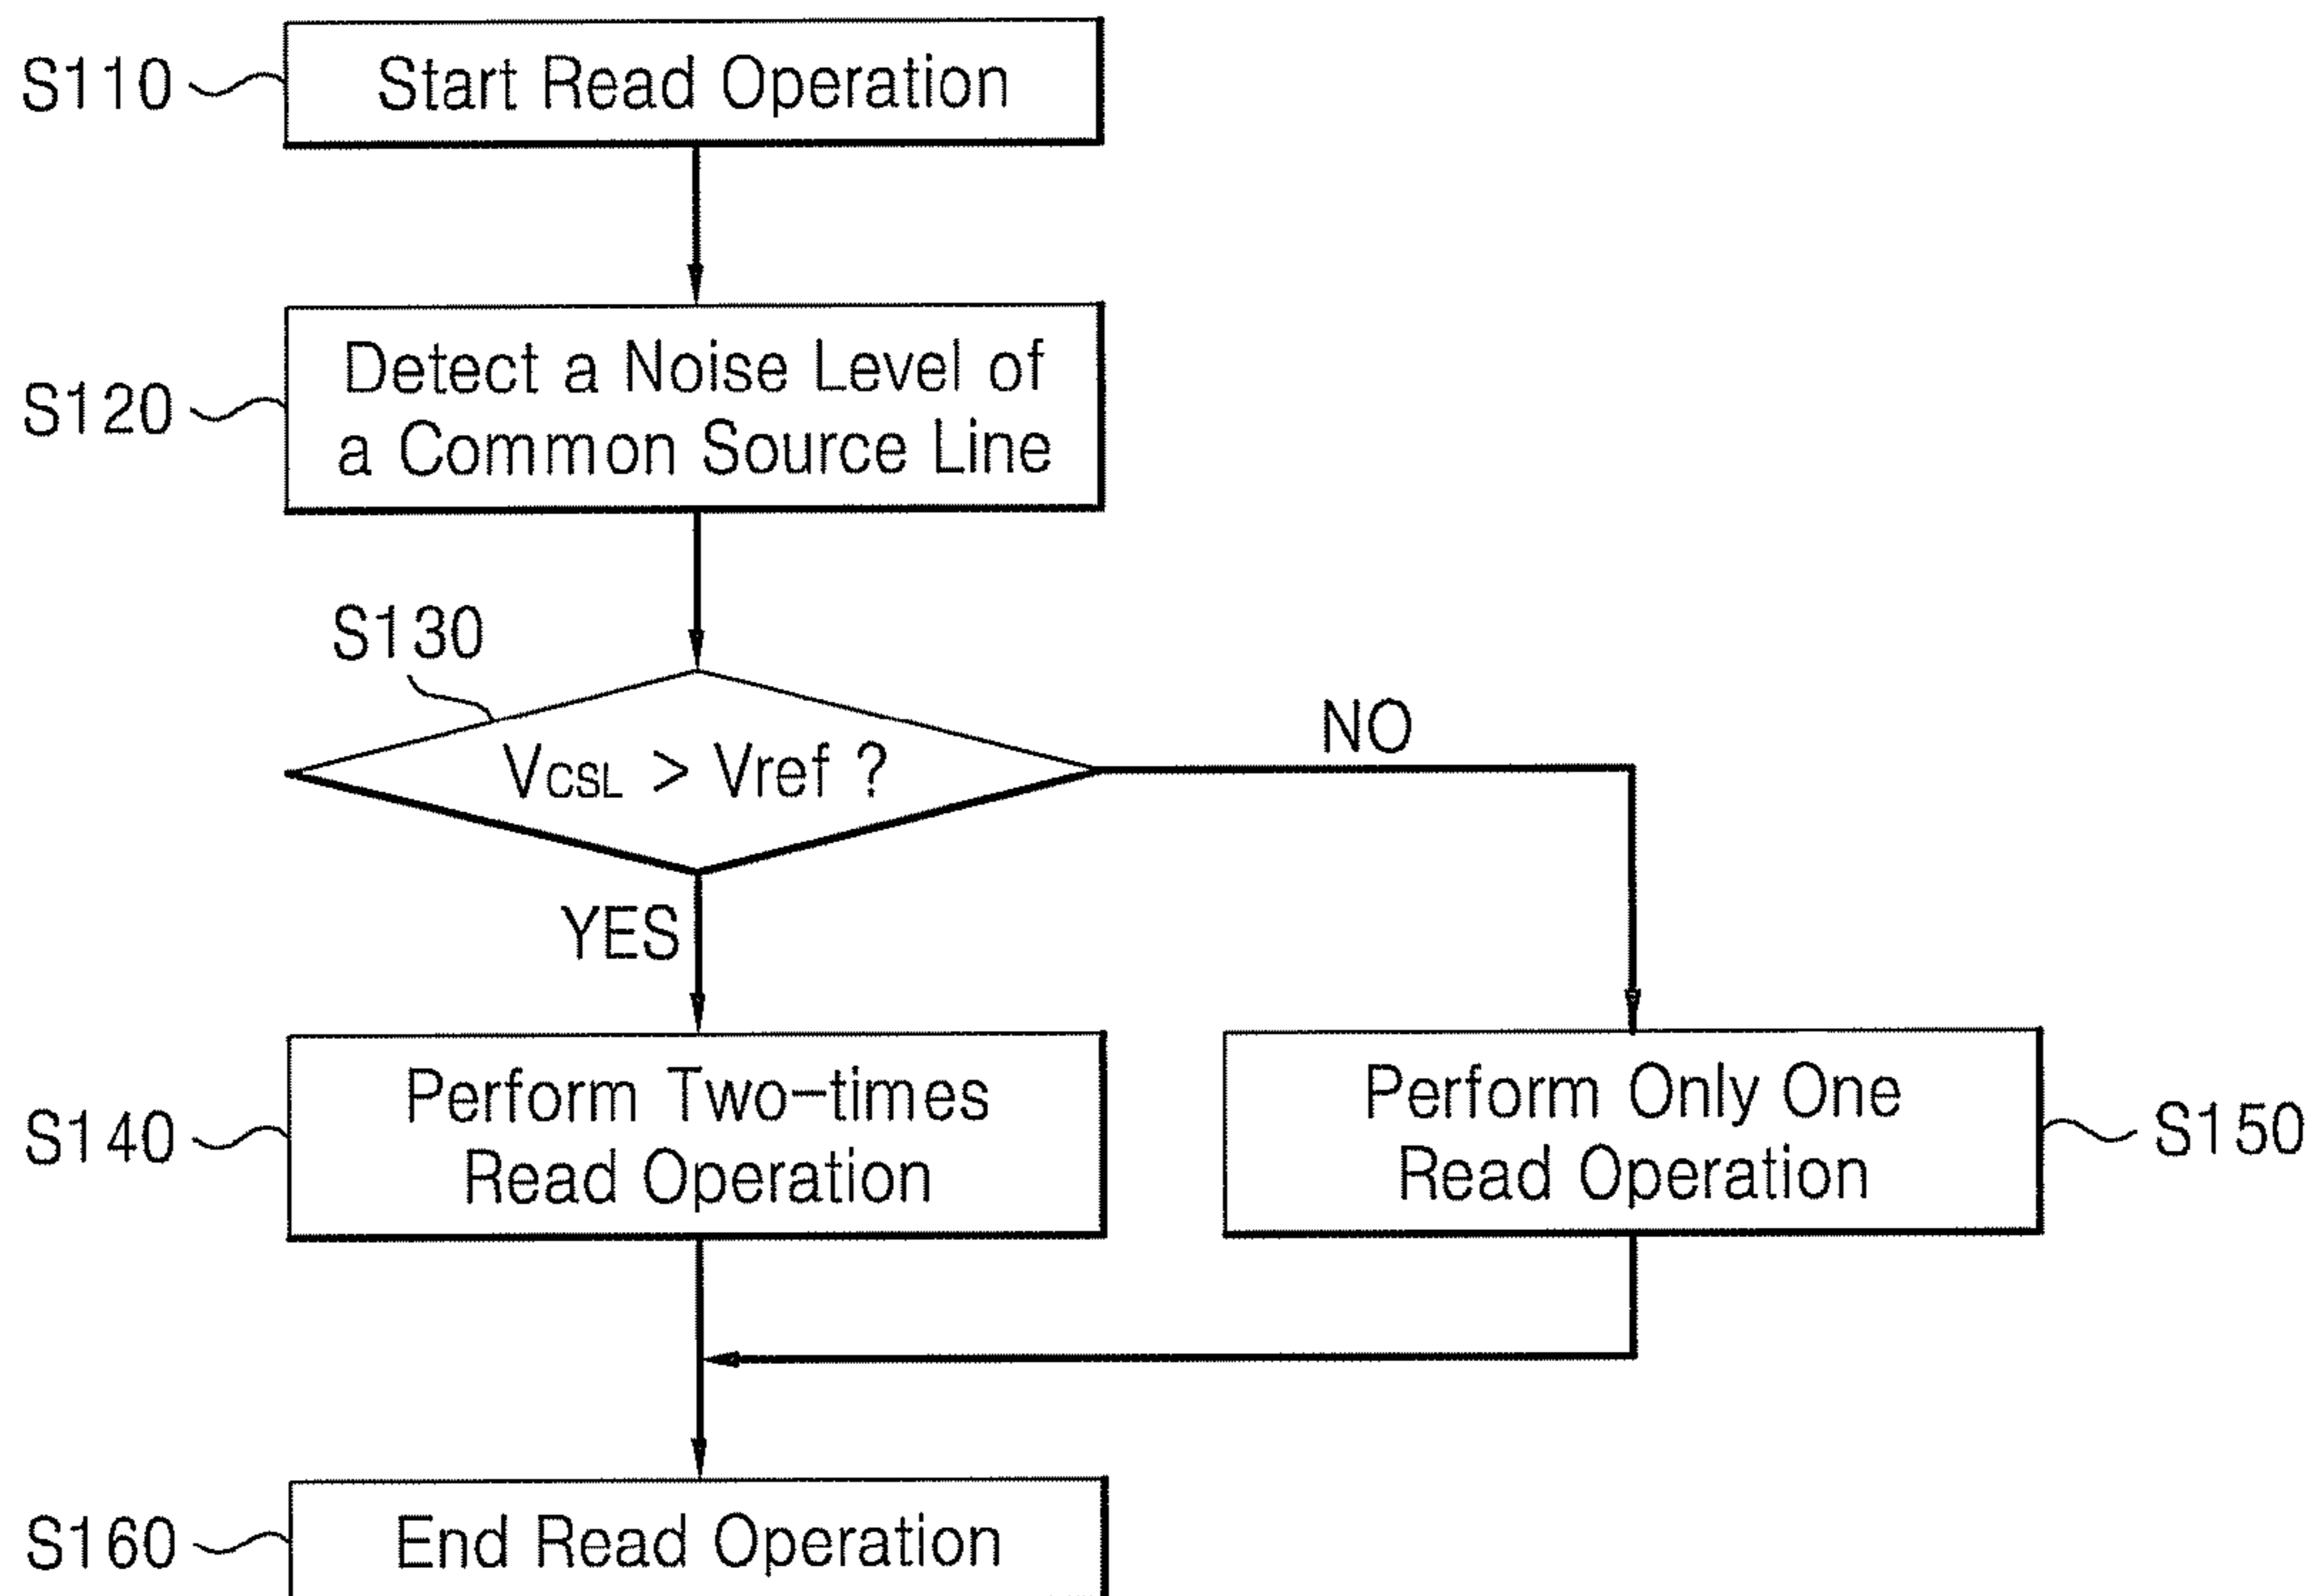 S110
Start Read Operation
S120
Detect a Noise Level of
a Common Source Line
S130
VCSL > Vref ?
NO
YES
S140
Perform Two-times
Read Operation
Perform Only One
Read Operation
S150
S160
End Read Operation